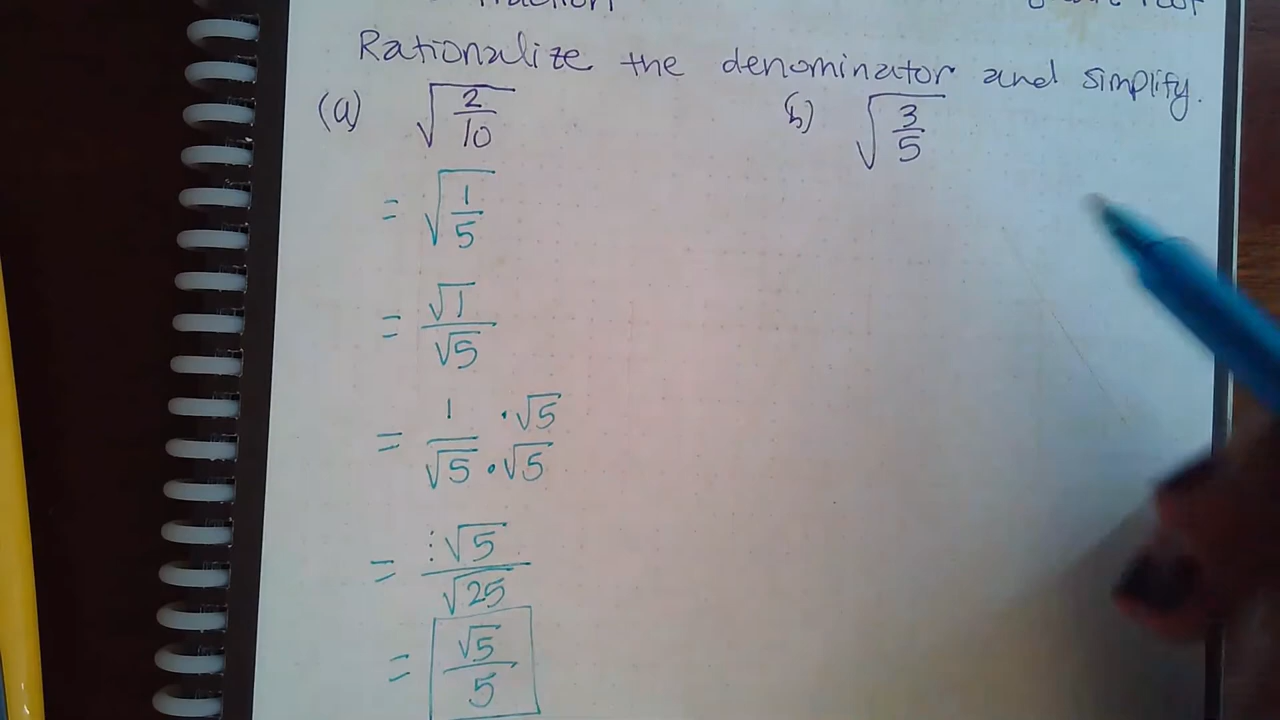 Rationalize the denominator and simplify.
(a) √(2/10) (b) √(3/5)
= √(1/5)
= √1/√5
= 1/√5 · √5/√5
= √5/√25
= √5/5